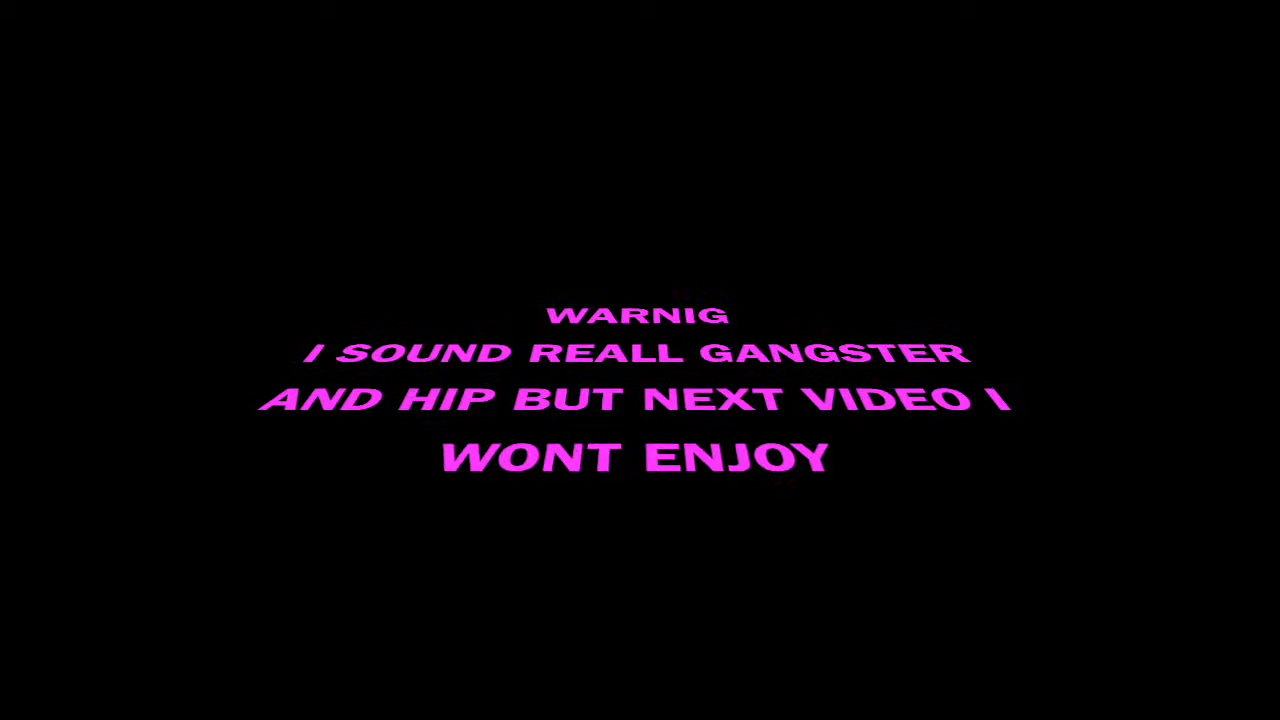 WARNIG
I SOUND REALL GANGSTER
AND HIP BUT NEXT VIDEO I
WONT ENJOY